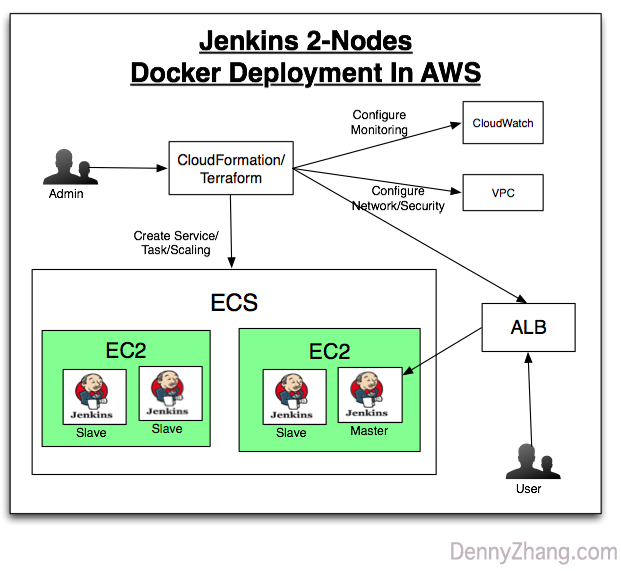 Jenkins 2-Nodes
Docker Deployment In AWS
Configure
Monitoring
CloudWatch
CloudFormation/
Terraform
Admin
Configure
Network/Security
VPC
Create Service/
Task/Scaling
ECS
ALB
EC2
EC2
Jenkins
Jenkins
Jenkins
Jenkins
Slave
Slave
Slave
Master
User
DennyZhang.com